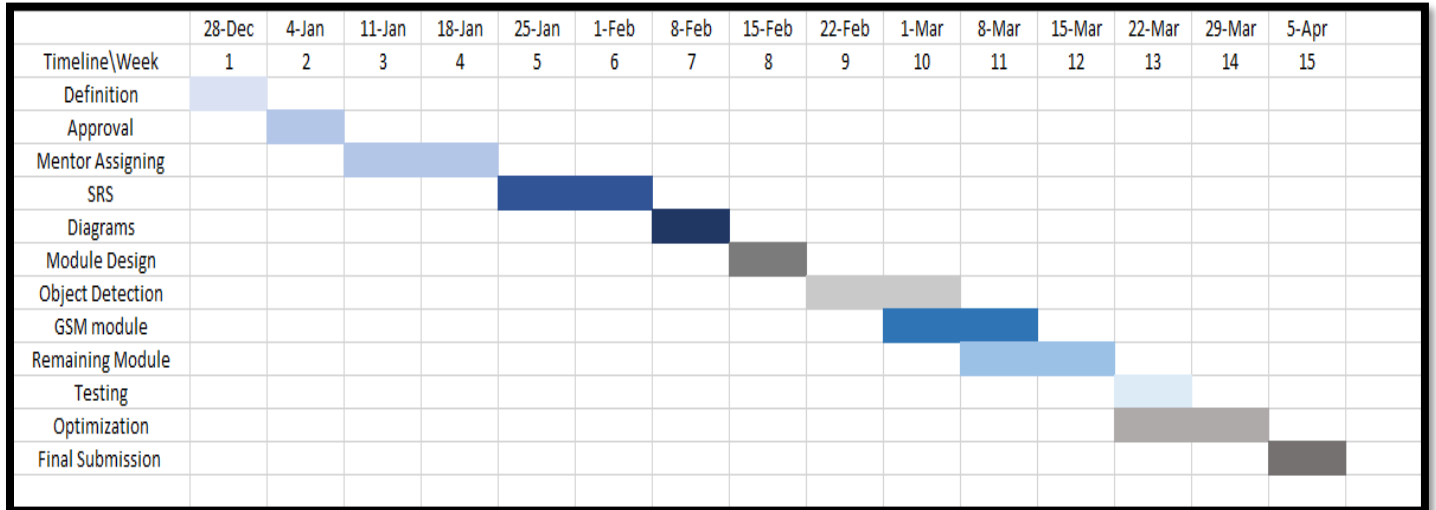 28-Dec 4-Jan 11-Jan 18-Jan 25-Jan 1-Feb 8-Feb 15-Feb 22-Feb 1-Mar 8-Mar 15-Mar 22-Mar 29-Mar 5-Apr
Timeline\Week 1 2 3 4 5 6 7 8 9 10 11 12 13 14 15
Definition
Approval
Mentor Assigning
SRS
Diagrams
Module Design
Object Detection
GSM module
Remaining Module
Testing
Optimization
Final Submission